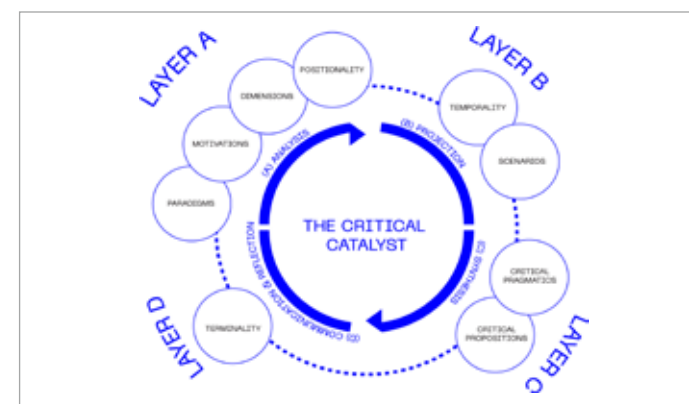 LAYER A
POSITIONALITY
DIMENSIONS
MOTIVATIONS
PARADIGMS
LAYER B
TEMPORALITY
SCENARIOS
(A) ANALYSIS
(B) PROJECTION
THE CRITICAL
CATALYST
(C) SYNTHESIS
(D) COMMUNICATION & REFLECTION
CRITICAL
PRAGMATICS
CRITICAL
PROPOSITIONS
LAYER C
TERMINALITY
LAYER D